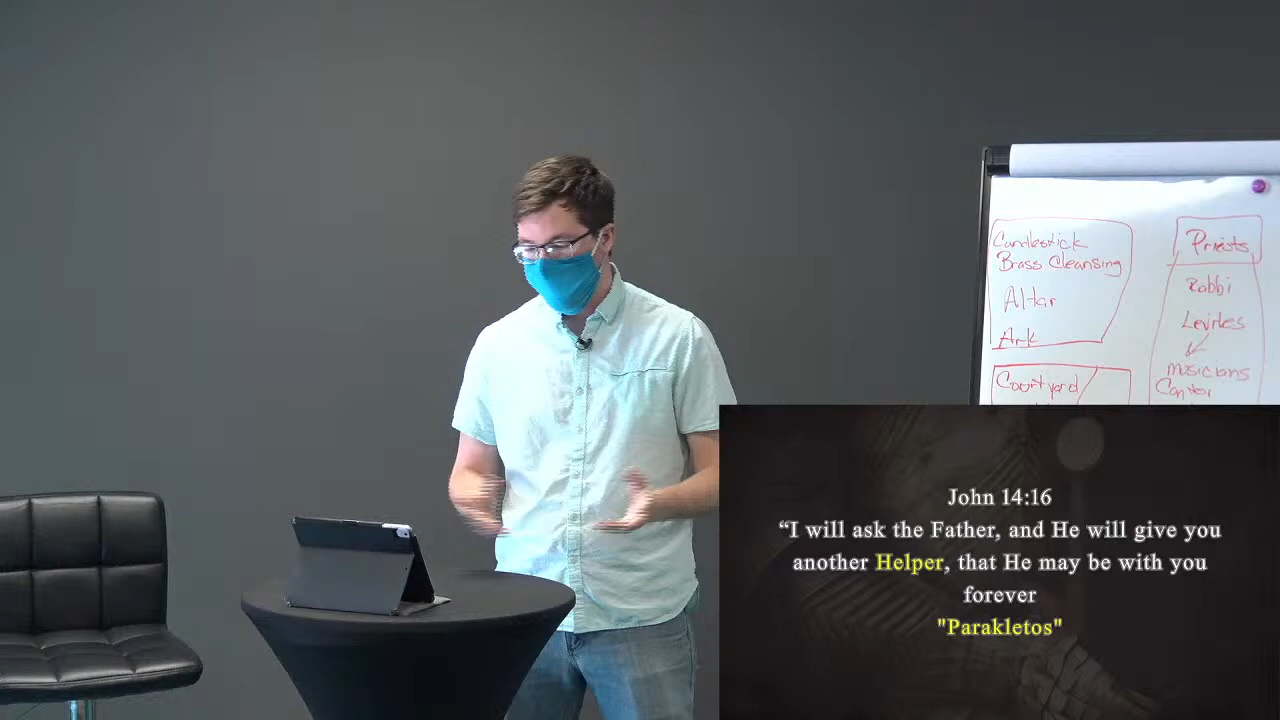 Candlestick
Brass Cleansing
Altar
Ark
Courtyard
Priests
Rabbi
Levites
Musicians
Cantor
John 14:16
“I will ask the Father, and He will give you
another Helper, that He may be with you
forever
"Parakletos"